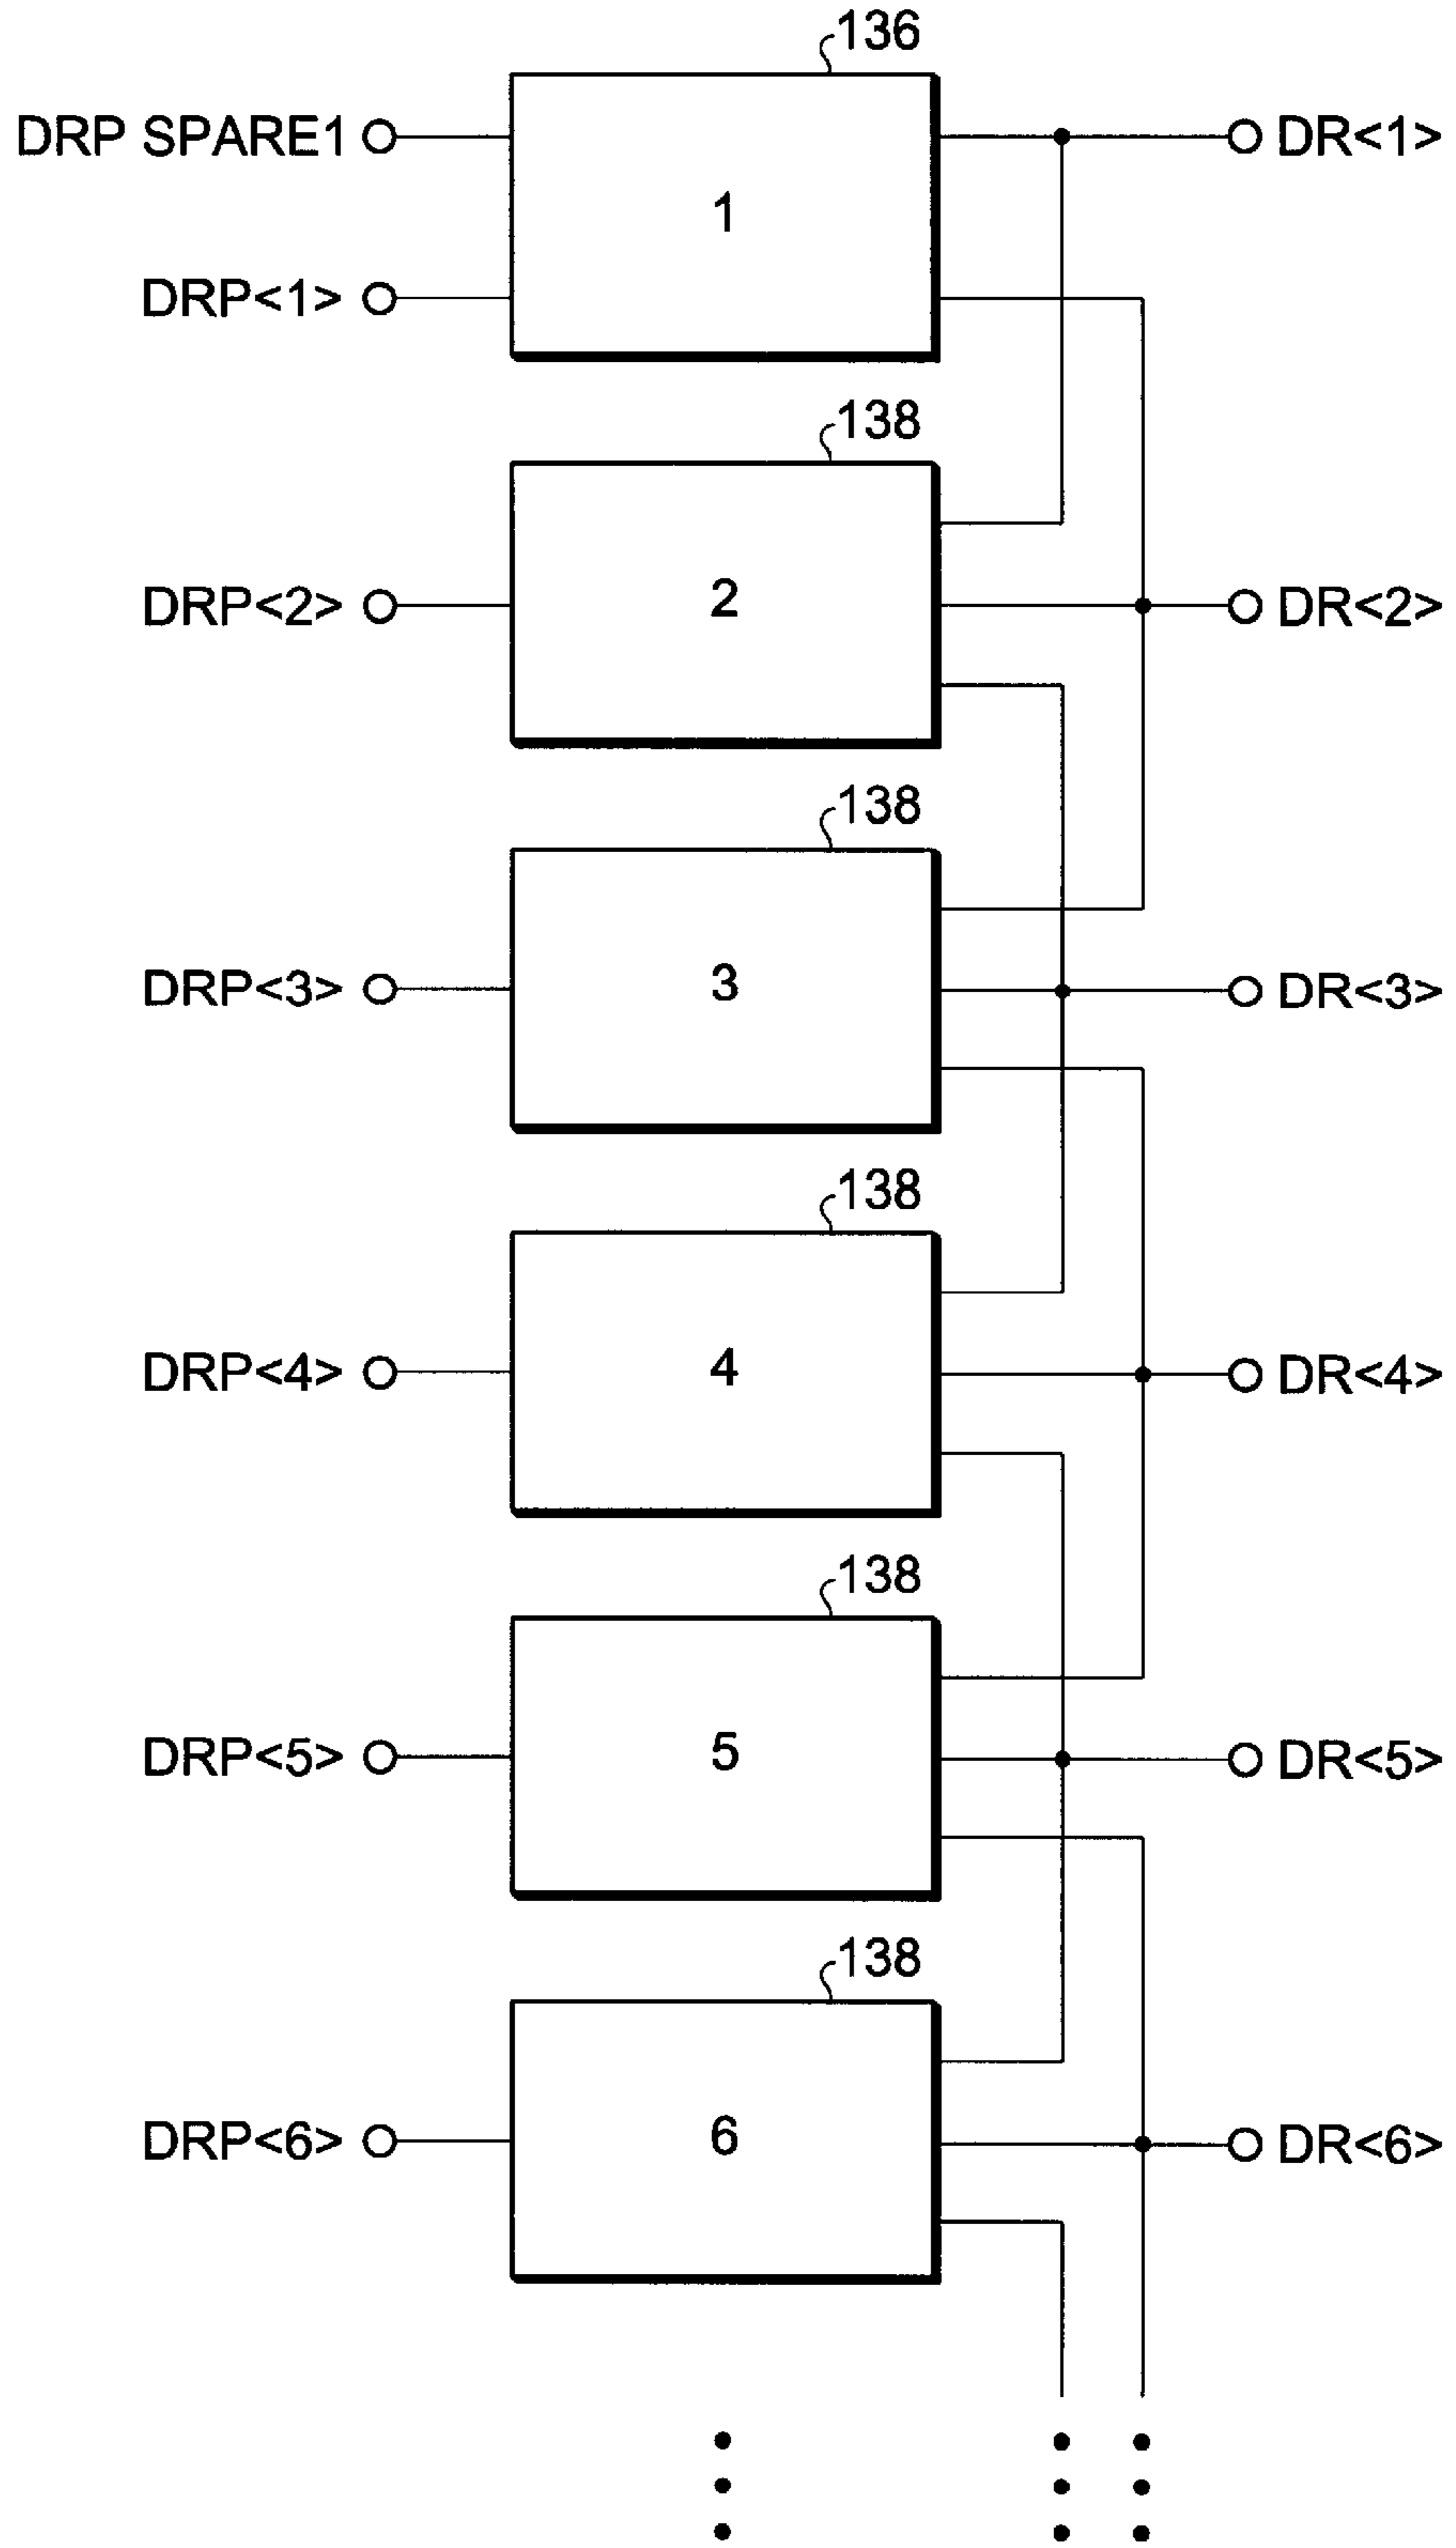 136
DRP SPARE1
DR<1>
1
DRP<1>
138
2
DRP<2>
DR<2>
138
3
DRP<3>
DR<3>
138
4
DRP<4>
DR<4>
138
5
DRP<5>
DR<5>
138
6
DRP<6>
DR<6>